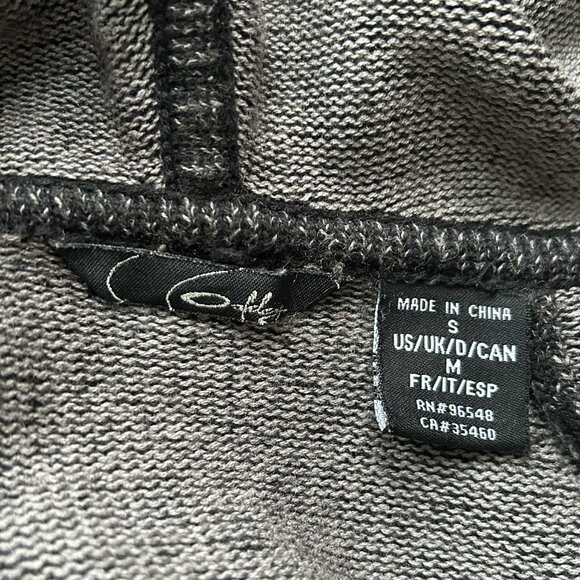 MADE IN CHINA
S
US/UK/D/CAN
M
FR/IT/ESP
RN#96548
CA#35460